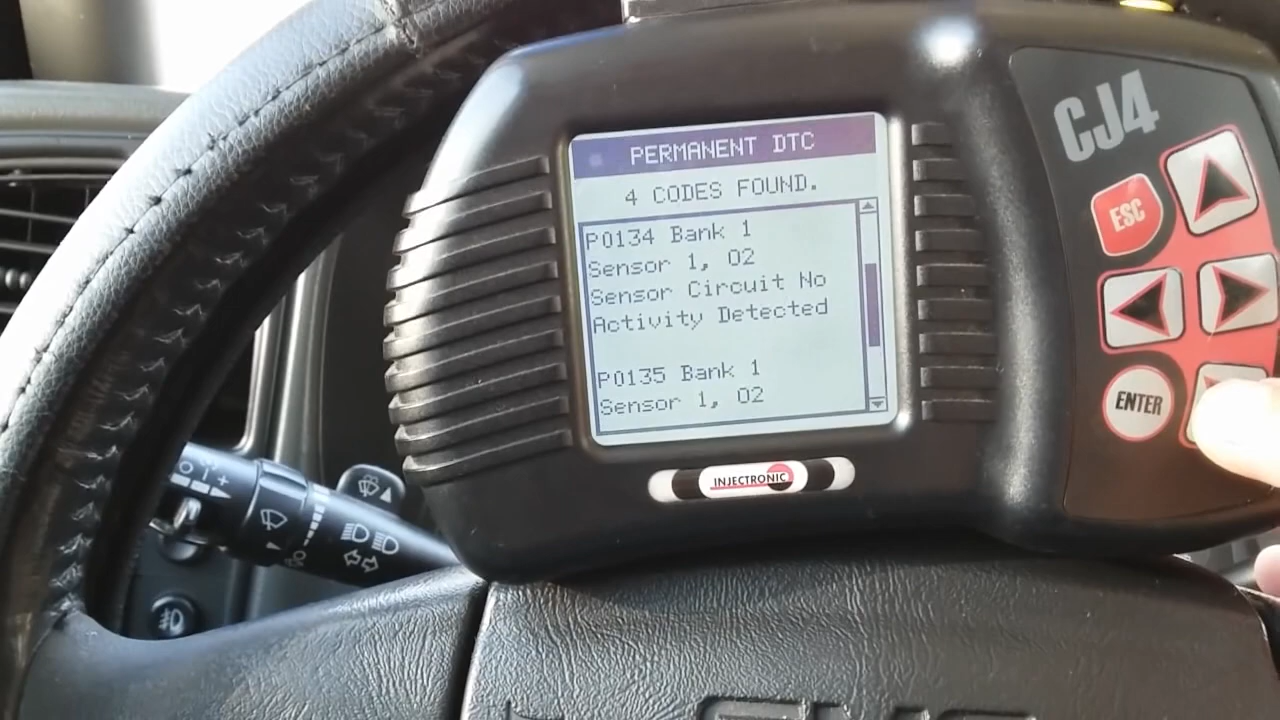 PERMANENT DTC
4 CODES FOUND.
P0134 Bank 1
Sensor 1, O2
Sensor Circuit No
Activity Detected
P0135 Bank 1
Sensor 1, O2
INJECTRONIC
CJ4
ESC
ENTER